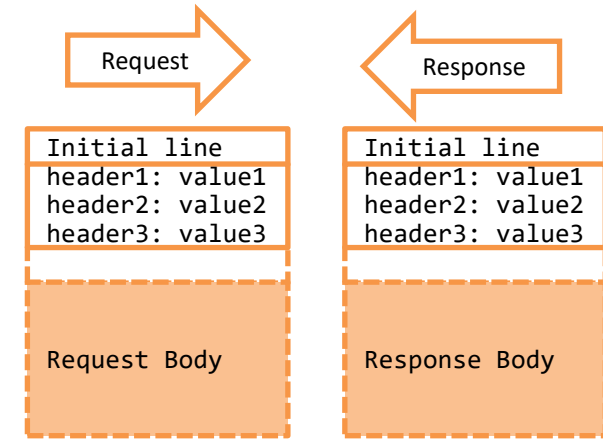 Request
Response
Initial line
header1: value1
header2: value2
header3: value3
Request Body
Initial line
header1: value1
header2: value2
header3: value3
Response Body